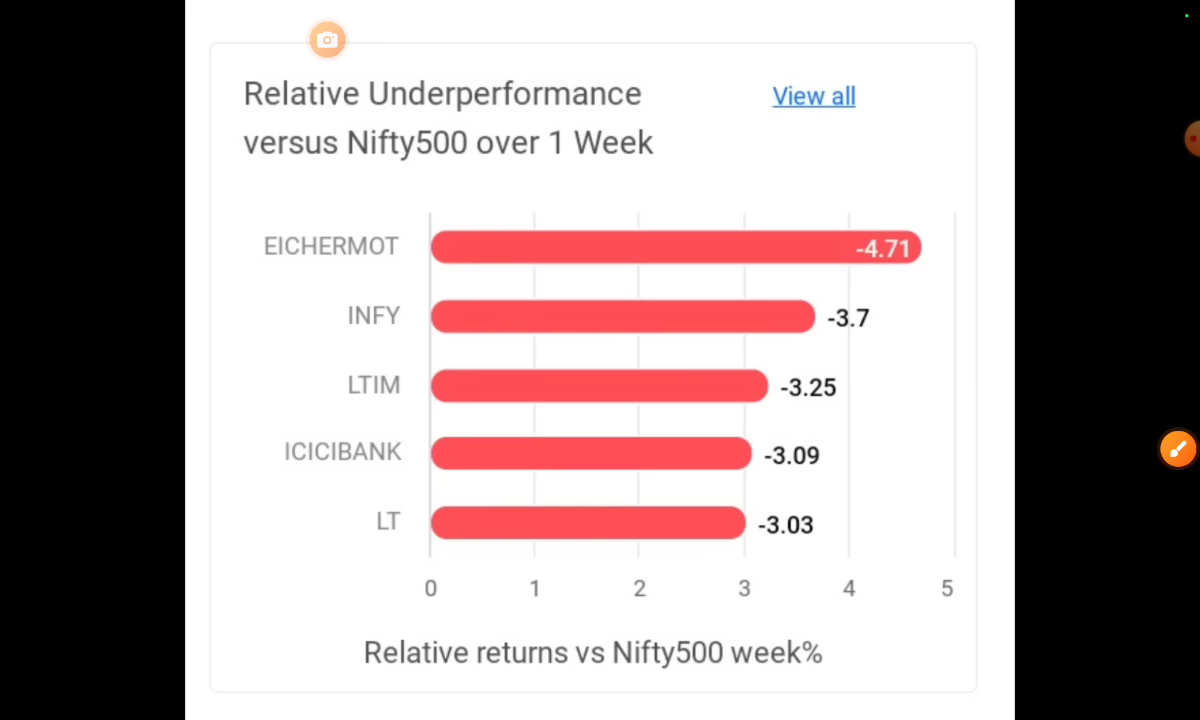 Relative Underperformance
View all
versus Nifty500 over 1 Week
EICHERMOT -4.71
INFY -3.7
LTIM -3.25
ICICIBANK -3.09
LT -3.03
0 1 2 3 4 5
Relative returns vs Nifty500 week%